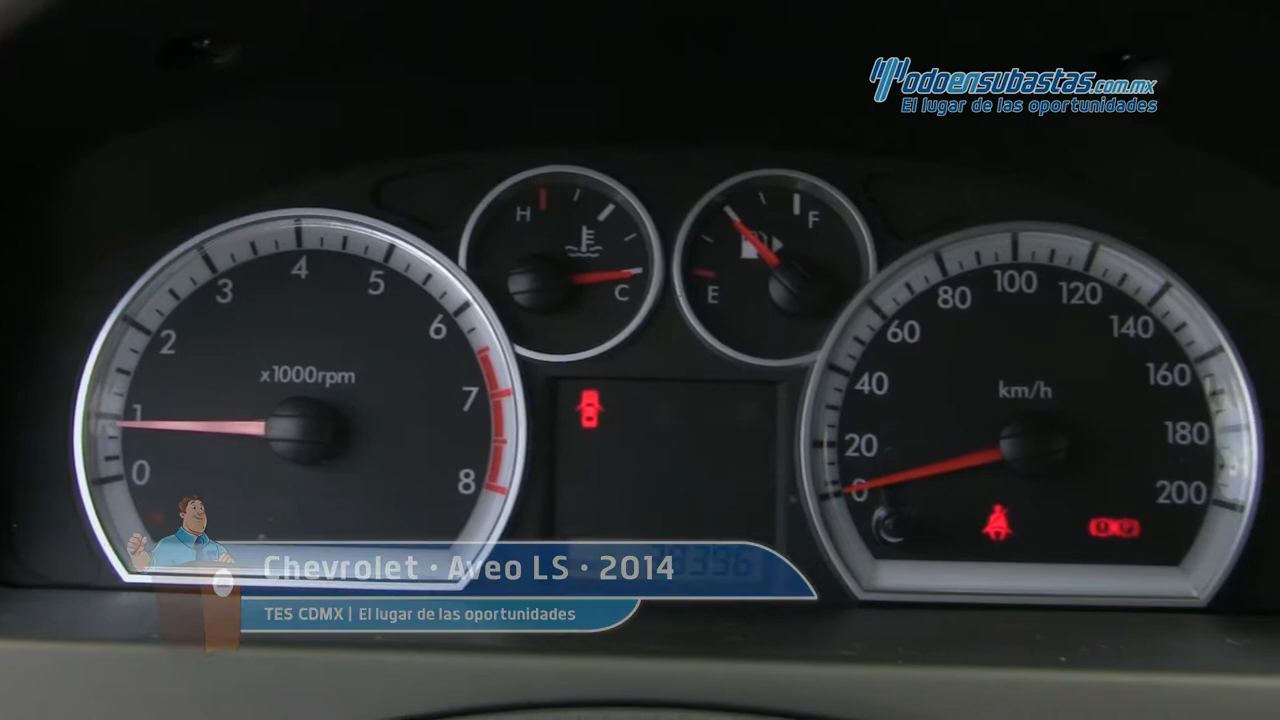 Todoensubastas.com.mx
El lugar de las oportunidades
H
C
F
E
0
1
2
3
4
5
6
7
8
x1000rpm
0
20
40
60
80
100
120
140
160
180
200
km/h
Chevrolet · Aveo LS · 2014
TES CDMX | El lugar de las oportunidades